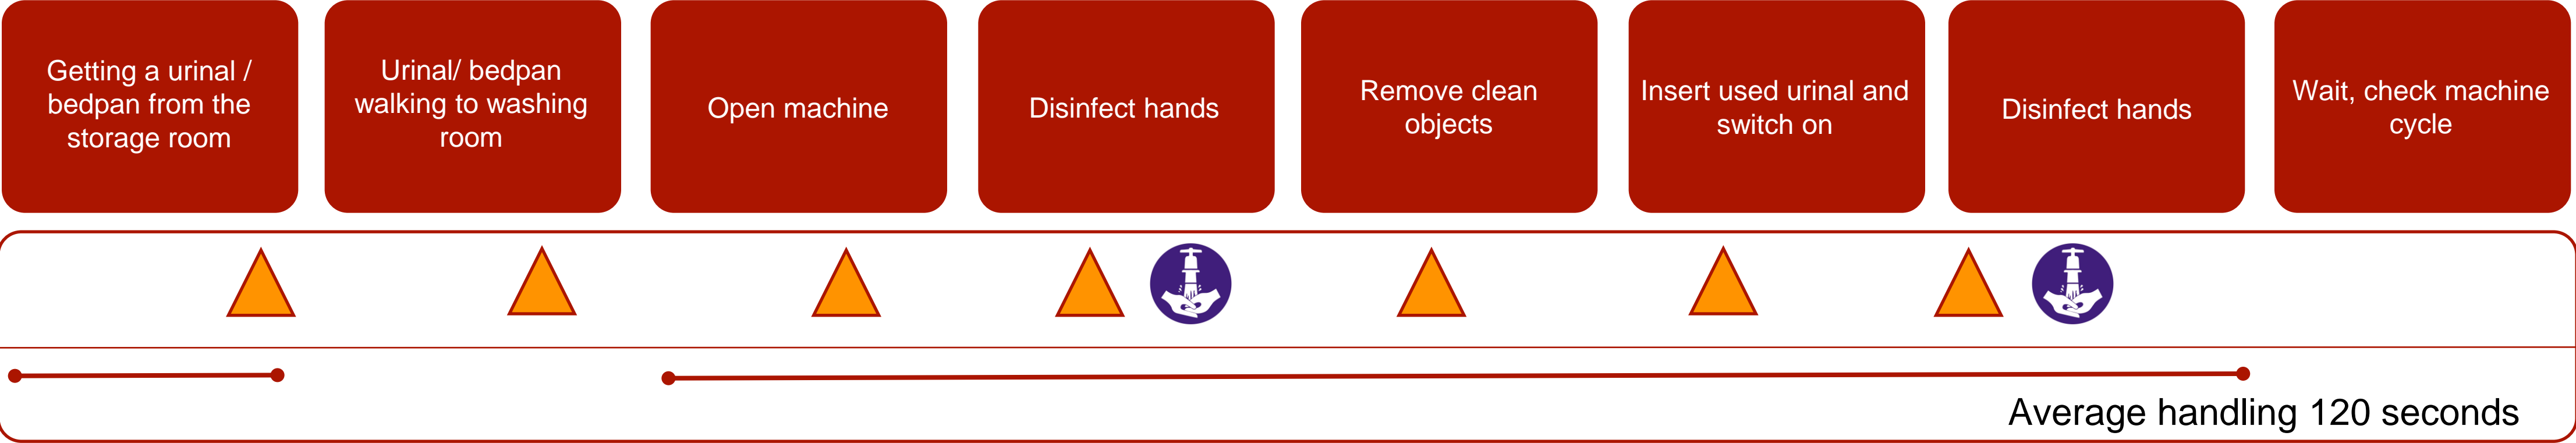 Getting a urinal /
bedpan from the
storage room
Urinal/ bedpan
walking to washing
room
Open machine
Disinfect hands
Remove clean
objects
Insert used urinal and
switch on
Disinfect hands
Wait, check machine
cycle
Average handling 120 seconds